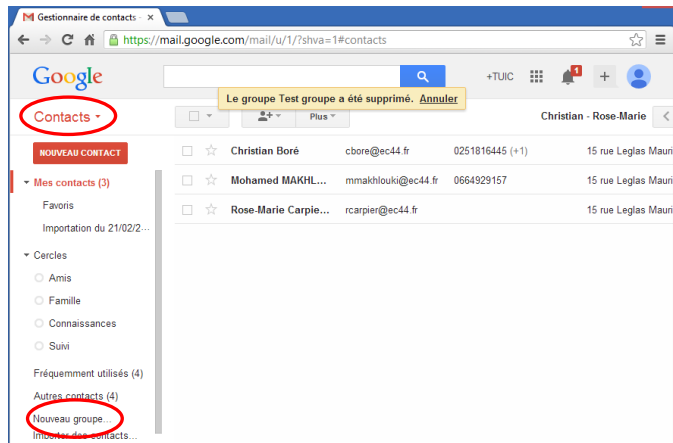 Gestionnaire de contacts - ×
https://mail.google.com/mail/u/1/?shva=1#contacts
Google +TUIC 1 +
Le groupe Test groupe a été supprimé. Annuler
Contacts Plus Christian - Rose-Marie
NOUVEAU CONTACT
Christian Boré cbore@ec44.fr 0251816445 (+1) 15 rue Leglas Mauri
Mes contacts (3)
Mohamed MAKHL... mmakhlouki@ec44.fr 0664929157 15 rue Leglas Mauri
Favoris
Rose-Marie Carpie... rcarpier@ec44.fr 15 rue Leglas Mauri
Importation du 21/02/2...
Cercles
Amis
Famille
Connaissances
Suivi
Fréquemment utilisés (4)
Autres contacts (4)
Nouveau groupe...
Importer des contacts...